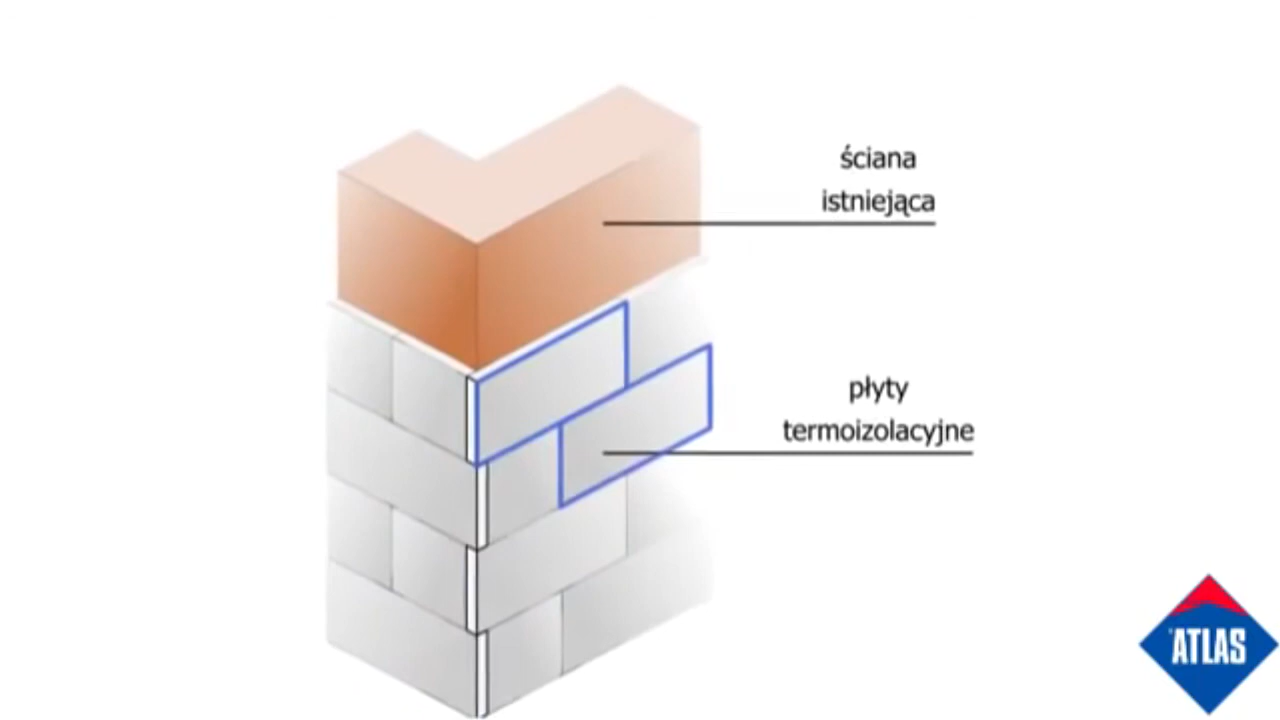 ściana
istniejąca
płyty
termoizolacyjne
ATLAS